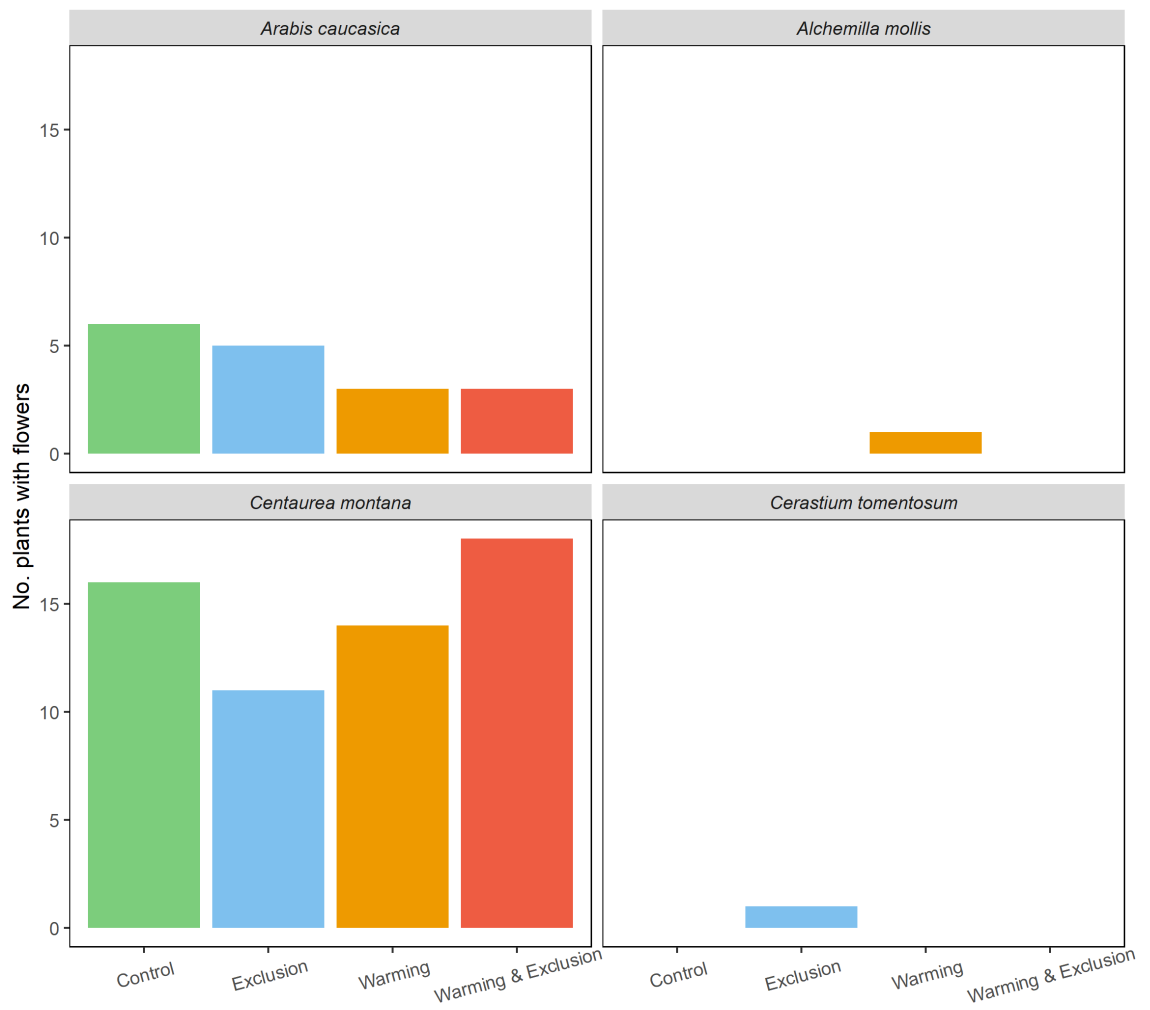 Arabis caucasica
Alchemilla mollis
15
10
5
0
No. plants with flowers
Centaurea montana
Cerastium tomentosum
15
10
5
0
Control
Exclusion
Warming
Warming & Exclusion
Control
Exclusion
Warming
Warming & Exclusion